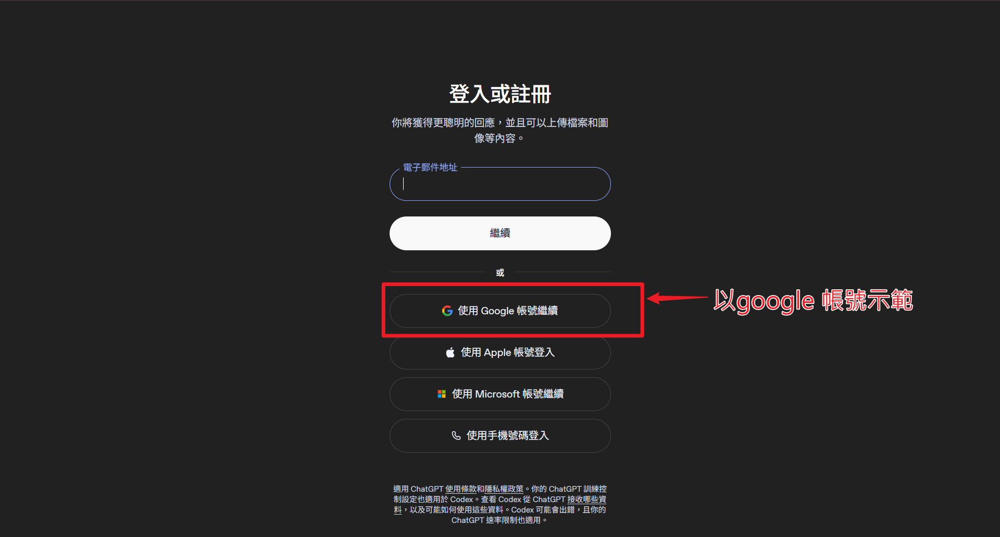 登入或註冊
你將獲得更聰明的回應，並且可以上傳檔案和圖
像等內容。
電子郵件地址
繼續
或
使用 Google 帳號繼續
以google 帳號示範
使用 Apple 帳號登入
使用 Microsoft 帳號繼續
使用手機號碼登入
適用 ChatGPT 使用條款和隱私權政策。你的 ChatGPT 訓練控
制設定也適用於 Codex。查看 Codex 從 ChatGPT 接收哪些資
料，以及可能如何使用這些資料。Codex 可能會出錯，且你的
ChatGPT 速率限制也適用。